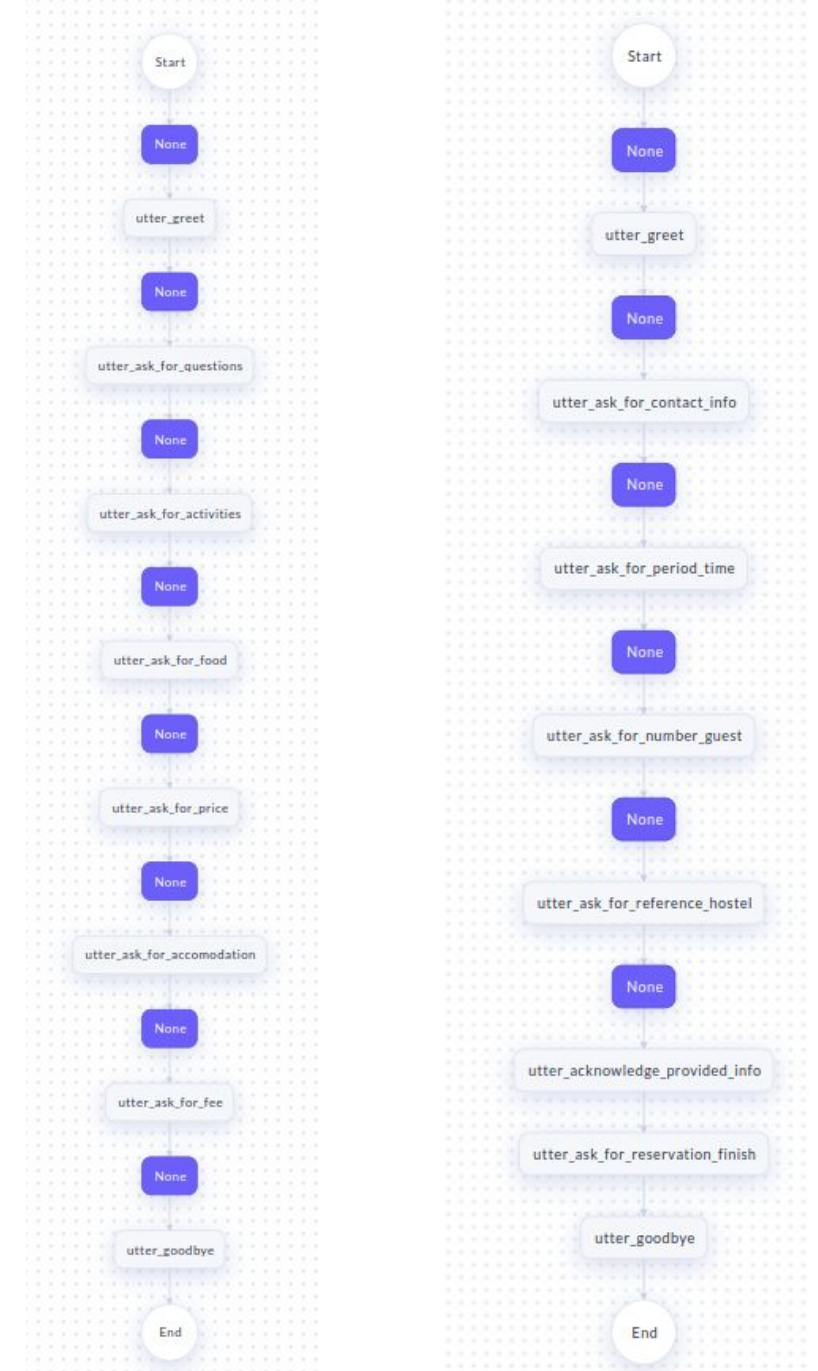 Start
None
utter_greet
None
utter_ask_for_questions
None
utter_ask_for_activities
None
utter_ask_for_food
None
utter_ask_for_price
None
utter_ask_for_accomodation
None
utter_ask_for_fee
None
utter_goodbye
End
Start
None
utter_greet
None
utter_ask_for_contact_info
None
utter_ask_for_period_time
None
utter_ask_for_number_guest
None
utter_ask_for_reference_hostel
None
utter_acknowledge_provided_info
utter_ask_for_reservation_finish
utter_goodbye
End